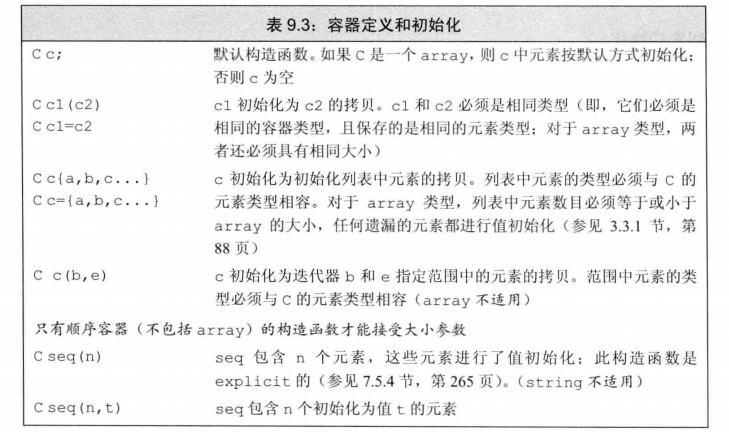 表 9.3：容器定义和初始化
C c;
默认构造函数。如果 C 是一个 array，则 c 中元素按默认方式初始化；
否则 c 为空
C c1(c2)
C c1=c2
c1 初始化为 c2 的拷贝。c1 和 c2 必须是相同类型（即，它们必须是
相同的容器类型，且保存的是相同的元素类型；对于 array 类型，两
者还必须具有相同大小）
C c{a,b,c...}
C c={a,b,c...}
c 初始化为初始化列表中元素的拷贝。列表中元素的类型必须与 C 的
元素类型相容。对于 array 类型，列表中元素数目必须等于或小于
array 的大小，任何遗漏的元素都进行值初始化（参见 3.3.1 节，第
88 页）
C c(b,e)
c 初始化为迭代器 b 和 e 指定范围中的元素的拷贝。范围中元素的类
型必须与 C 的元素类型相容（array 不适用）
只有顺序容器（不包括 array）的构造函数才能接受大小参数
C seq(n)
seq 包含 n 个元素，这些元素进行了值初始化；此构造函数是
explicit 的（参见 7.5.4 节，第 265 页）。（string 不适用）
C seq(n,t)
seq 包含 n 个初始化为值 t 的元素